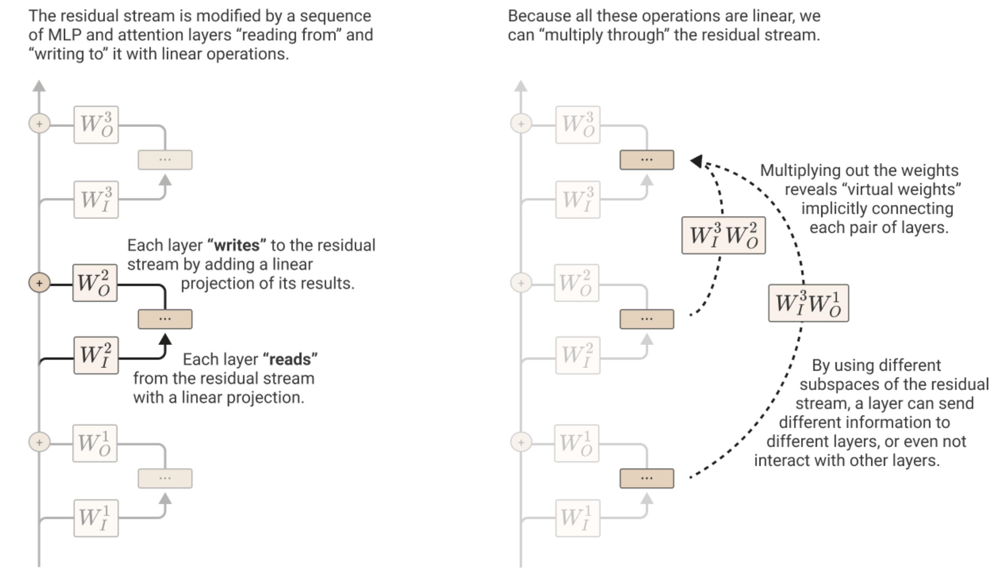 The residual stream is modified by a sequence
of MLP and attention layers “reading from” and
“writing to” it with linear operations.
+
W_O^3
...
W_I^3
Each layer “writes” to the residual
stream by adding a linear
projection of its results.
+
W_O^2
...
W_I^2
Each layer “reads”
from the residual stream
with a linear projection.
+
W_O^1
...
W_I^1
Because all these operations are linear, we
can “multiply through” the residual stream.
+
W_O^3
...
W_I^3
Multiplying out the weights
reveals “virtual weights”
implicitly connecting
each pair of layers.
W_I^3 W_O^2
+
W_O^2
...
W_I^2
W_I^3 W_O^1
By using different
subspaces of the residual
stream, a layer can send
different information to
different layers, or even not
interact with other layers.
+
W_O^1
...
W_I^1